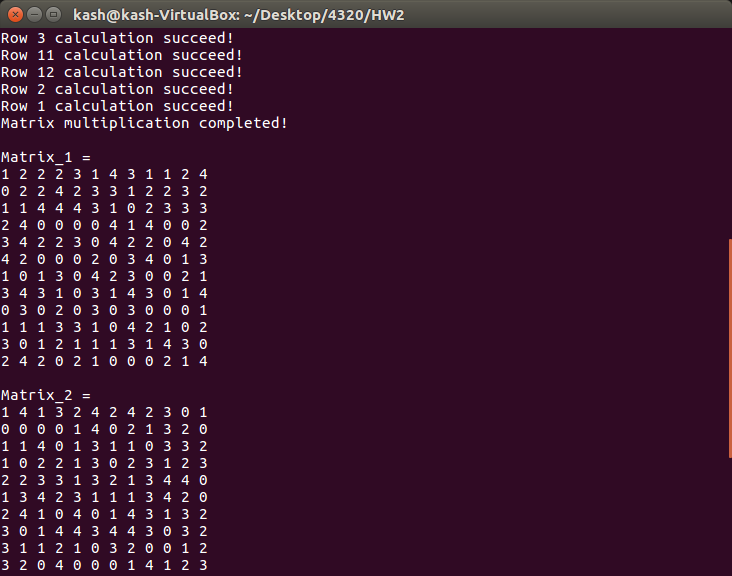 kash@kash-VirtualBox: ~/Desktop/4320/HW2
Row 3 calculation succeed!
Row 11 calculation succeed!
Row 12 calculation succeed!
Row 2 calculation succeed!
Row 1 calculation succeed!
Matrix multiplication completed!
Matrix_1 =
1 2 2 2 3 1 4 3 1 1 2 4
0 2 2 4 2 3 3 1 2 2 3 2
1 1 4 4 4 3 1 0 2 3 3 3
2 4 0 0 0 0 4 1 4 0 0 2
3 4 2 2 3 0 4 2 2 0 4 2
4 2 0 0 0 2 0 3 4 0 1 3
1 0 1 3 0 4 2 3 0 0 2 1
3 4 3 1 0 3 1 4 3 0 1 4
0 3 0 2 0 3 0 3 0 0 0 1
1 1 1 3 3 1 0 4 2 1 0 2
3 0 1 2 1 1 1 3 1 4 3 0
2 4 2 0 2 1 0 0 0 2 1 4
Matrix_2 =
1 4 1 3 2 4 2 4 2 3 0 1
0 0 0 0 1 4 0 2 1 3 2 0
1 1 4 0 1 3 1 1 0 3 3 2
1 0 2 2 1 3 0 2 3 1 2 3
2 2 3 3 1 3 2 1 3 4 4 0
1 3 4 2 3 1 1 1 3 4 2 0
2 4 1 0 4 0 1 4 3 1 3 2
3 0 1 4 4 3 4 4 3 0 3 2
3 1 1 2 1 0 3 2 0 0 1 2
3 2 0 4 0 0 0 1 4 1 2 3